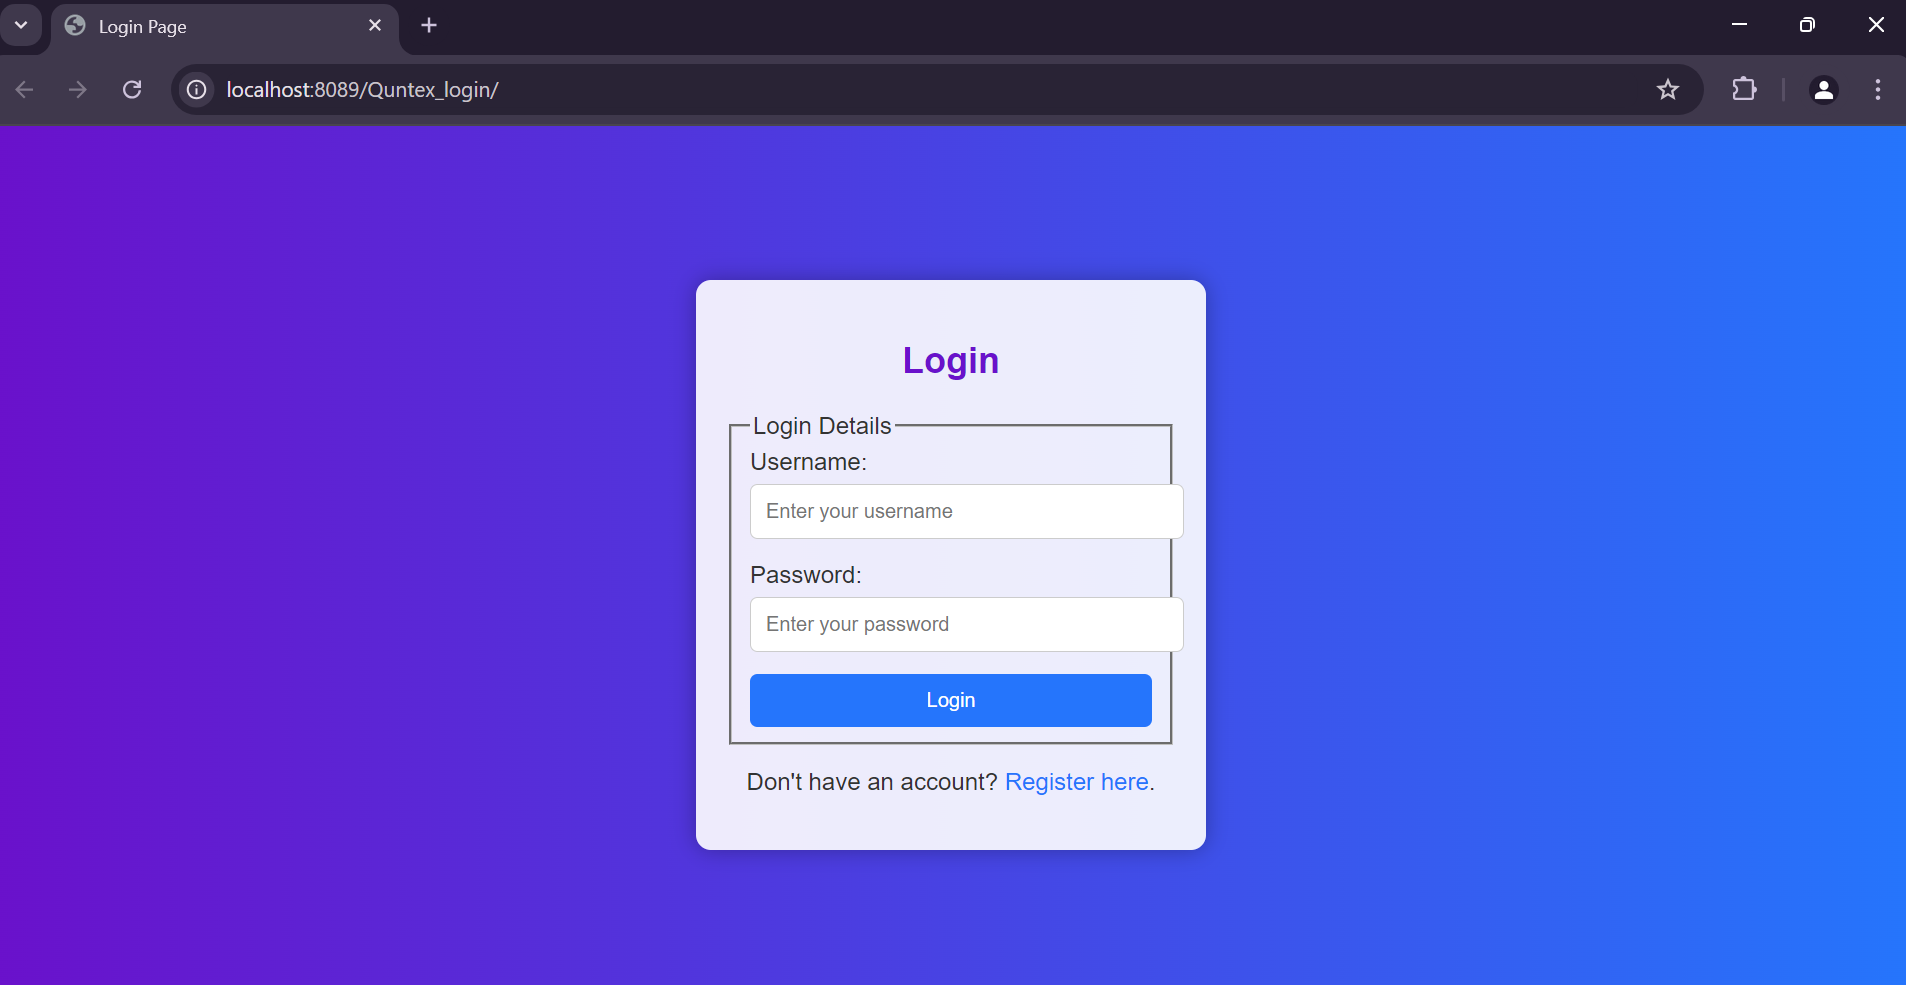 Login Page
localhost:8089/Quntex_login/
Login
Login Details
Username:
Enter your username
Password:
Enter your password
Login
Don't have an account? Register here.